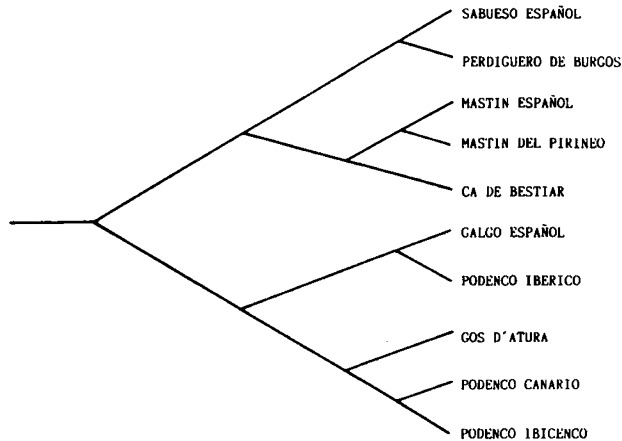 SABUESO ESPAÑOL
PERDIGUERO DE BURGOS
MASTIN ESPAÑOL
MASTIN DEL PIRINEO
CA DE BESTIAR
GALGO ESPAÑOL
PODENCO IBERICO
GOS D'ATURA
PODENCO CANARIO
PODENCO IBICENCO